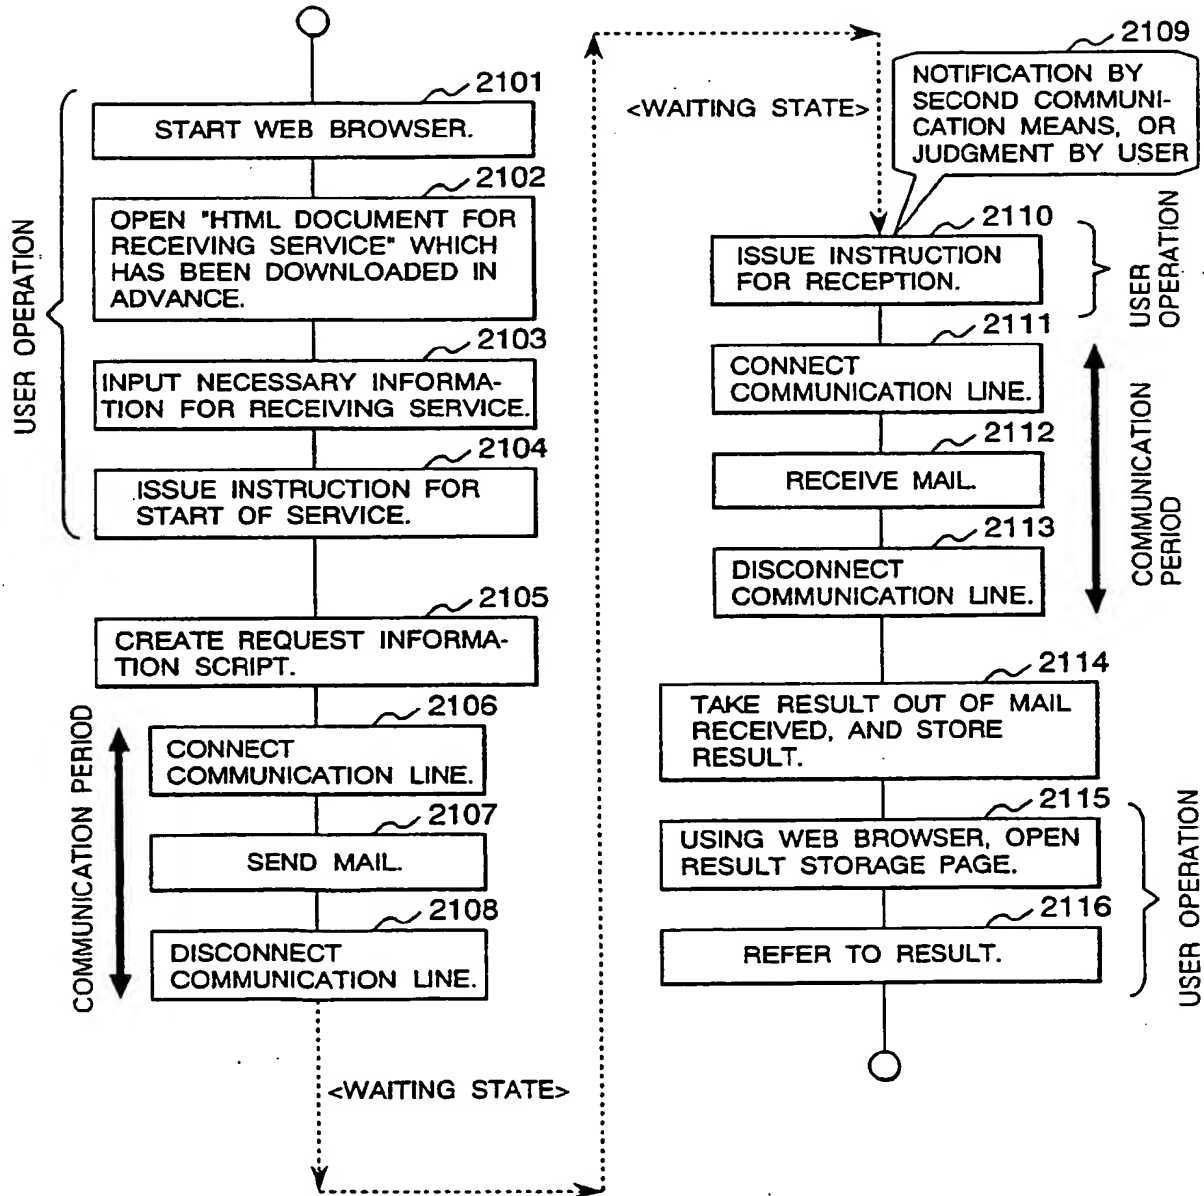 2101
START WEB BROWSER.
2102
OPEN "HTML DOCUMENT FOR
RECEIVING SERVICE" WHICH
HAS BEEN DOWNLOADED IN
ADVANCE.
2103
INPUT NECESSARY INFORMA-
TION FOR RECEIVING SERVICE.
2104
ISSUE INSTRUCTION FOR
START OF SERVICE.
USER OPERATION
2105
CREATE REQUEST INFORMA-
TION SCRIPT.
2106
CONNECT
COMMUNICATION LINE.
2107
SEND MAIL.
2108
DISCONNECT
COMMUNICATION LINE.
COMMUNICATION PERIOD
<WAITING STATE>
<WAITING STATE>
2109
NOTIFICATION BY
SECOND COMMUNI-
CATION MEANS, OR
JUDGMENT BY USER
2110
ISSUE INSTRUCTION
FOR RECEPTION.
USER
OPERATION
2111
CONNECT
COMMUNICATION LINE.
2112
RECEIVE MAIL.
2113
DISCONNECT
COMMUNICATION LINE.
COMMUNICATION
PERIOD
2114
TAKE RESULT OUT OF MAIL
RECEIVED, AND STORE
RESULT.
2115
USING WEB BROWSER, OPEN
RESULT STORAGE PAGE.
2116
REFER TO RESULT.
USER OPERATION